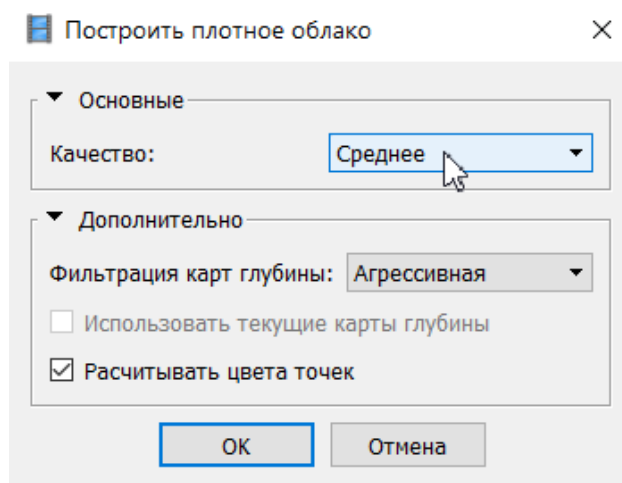 Построить плотное облако
Основные
Качество: Среднее
Дополнительно
Фильтрация карт глубины: Агрессивная
Использовать текущие карты глубины
Расчитывать цвета точек
OK Отмена